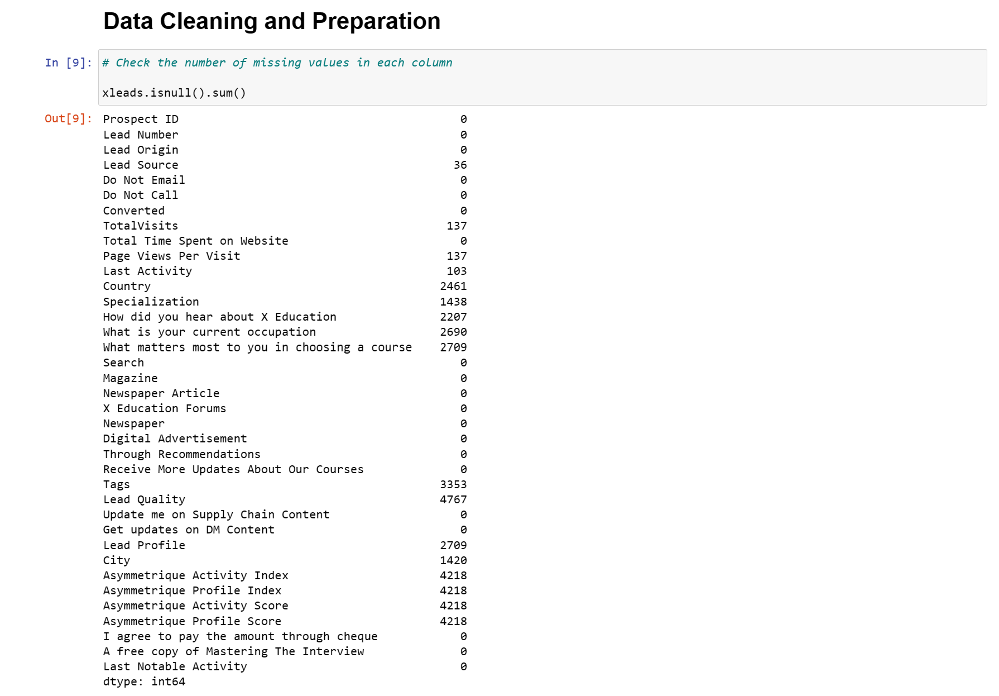 Data Cleaning and Preparation
In [9]: # Check the number of missing values in each column
xleads.isnull().sum()
Out[9]: Prospect ID 0
Lead Number 0
Lead Origin 0
Lead Source 36
Do Not Email 0
Do Not Call 0
Converted 0
TotalVisits 137
Total Time Spent on Website 0
Page Views Per Visit 137
Last Activity 103
Country 2461
Specialization 1438
How did you hear about X Education 2207
What is your current occupation 2690
What matters most to you in choosing a course 2709
Search 0
Magazine 0
Newspaper Article 0
X Education Forums 0
Newspaper 0
Digital Advertisement 0
Through Recommendations 0
Receive More Updates About Our Courses 0
Tags 3353
Lead Quality 4767
Update me on Supply Chain Content 0
Get updates on DM Content 0
Lead Profile 2709
City 1420
Asymmetrique Activity Index 4218
Asymmetrique Profile Index 4218
Asymmetrique Activity Score 4218
Asymmetrique Profile Score 4218
I agree to pay the amount through cheque 0
A free copy of Mastering The Interview 0
Last Notable Activity 0
dtype: int64